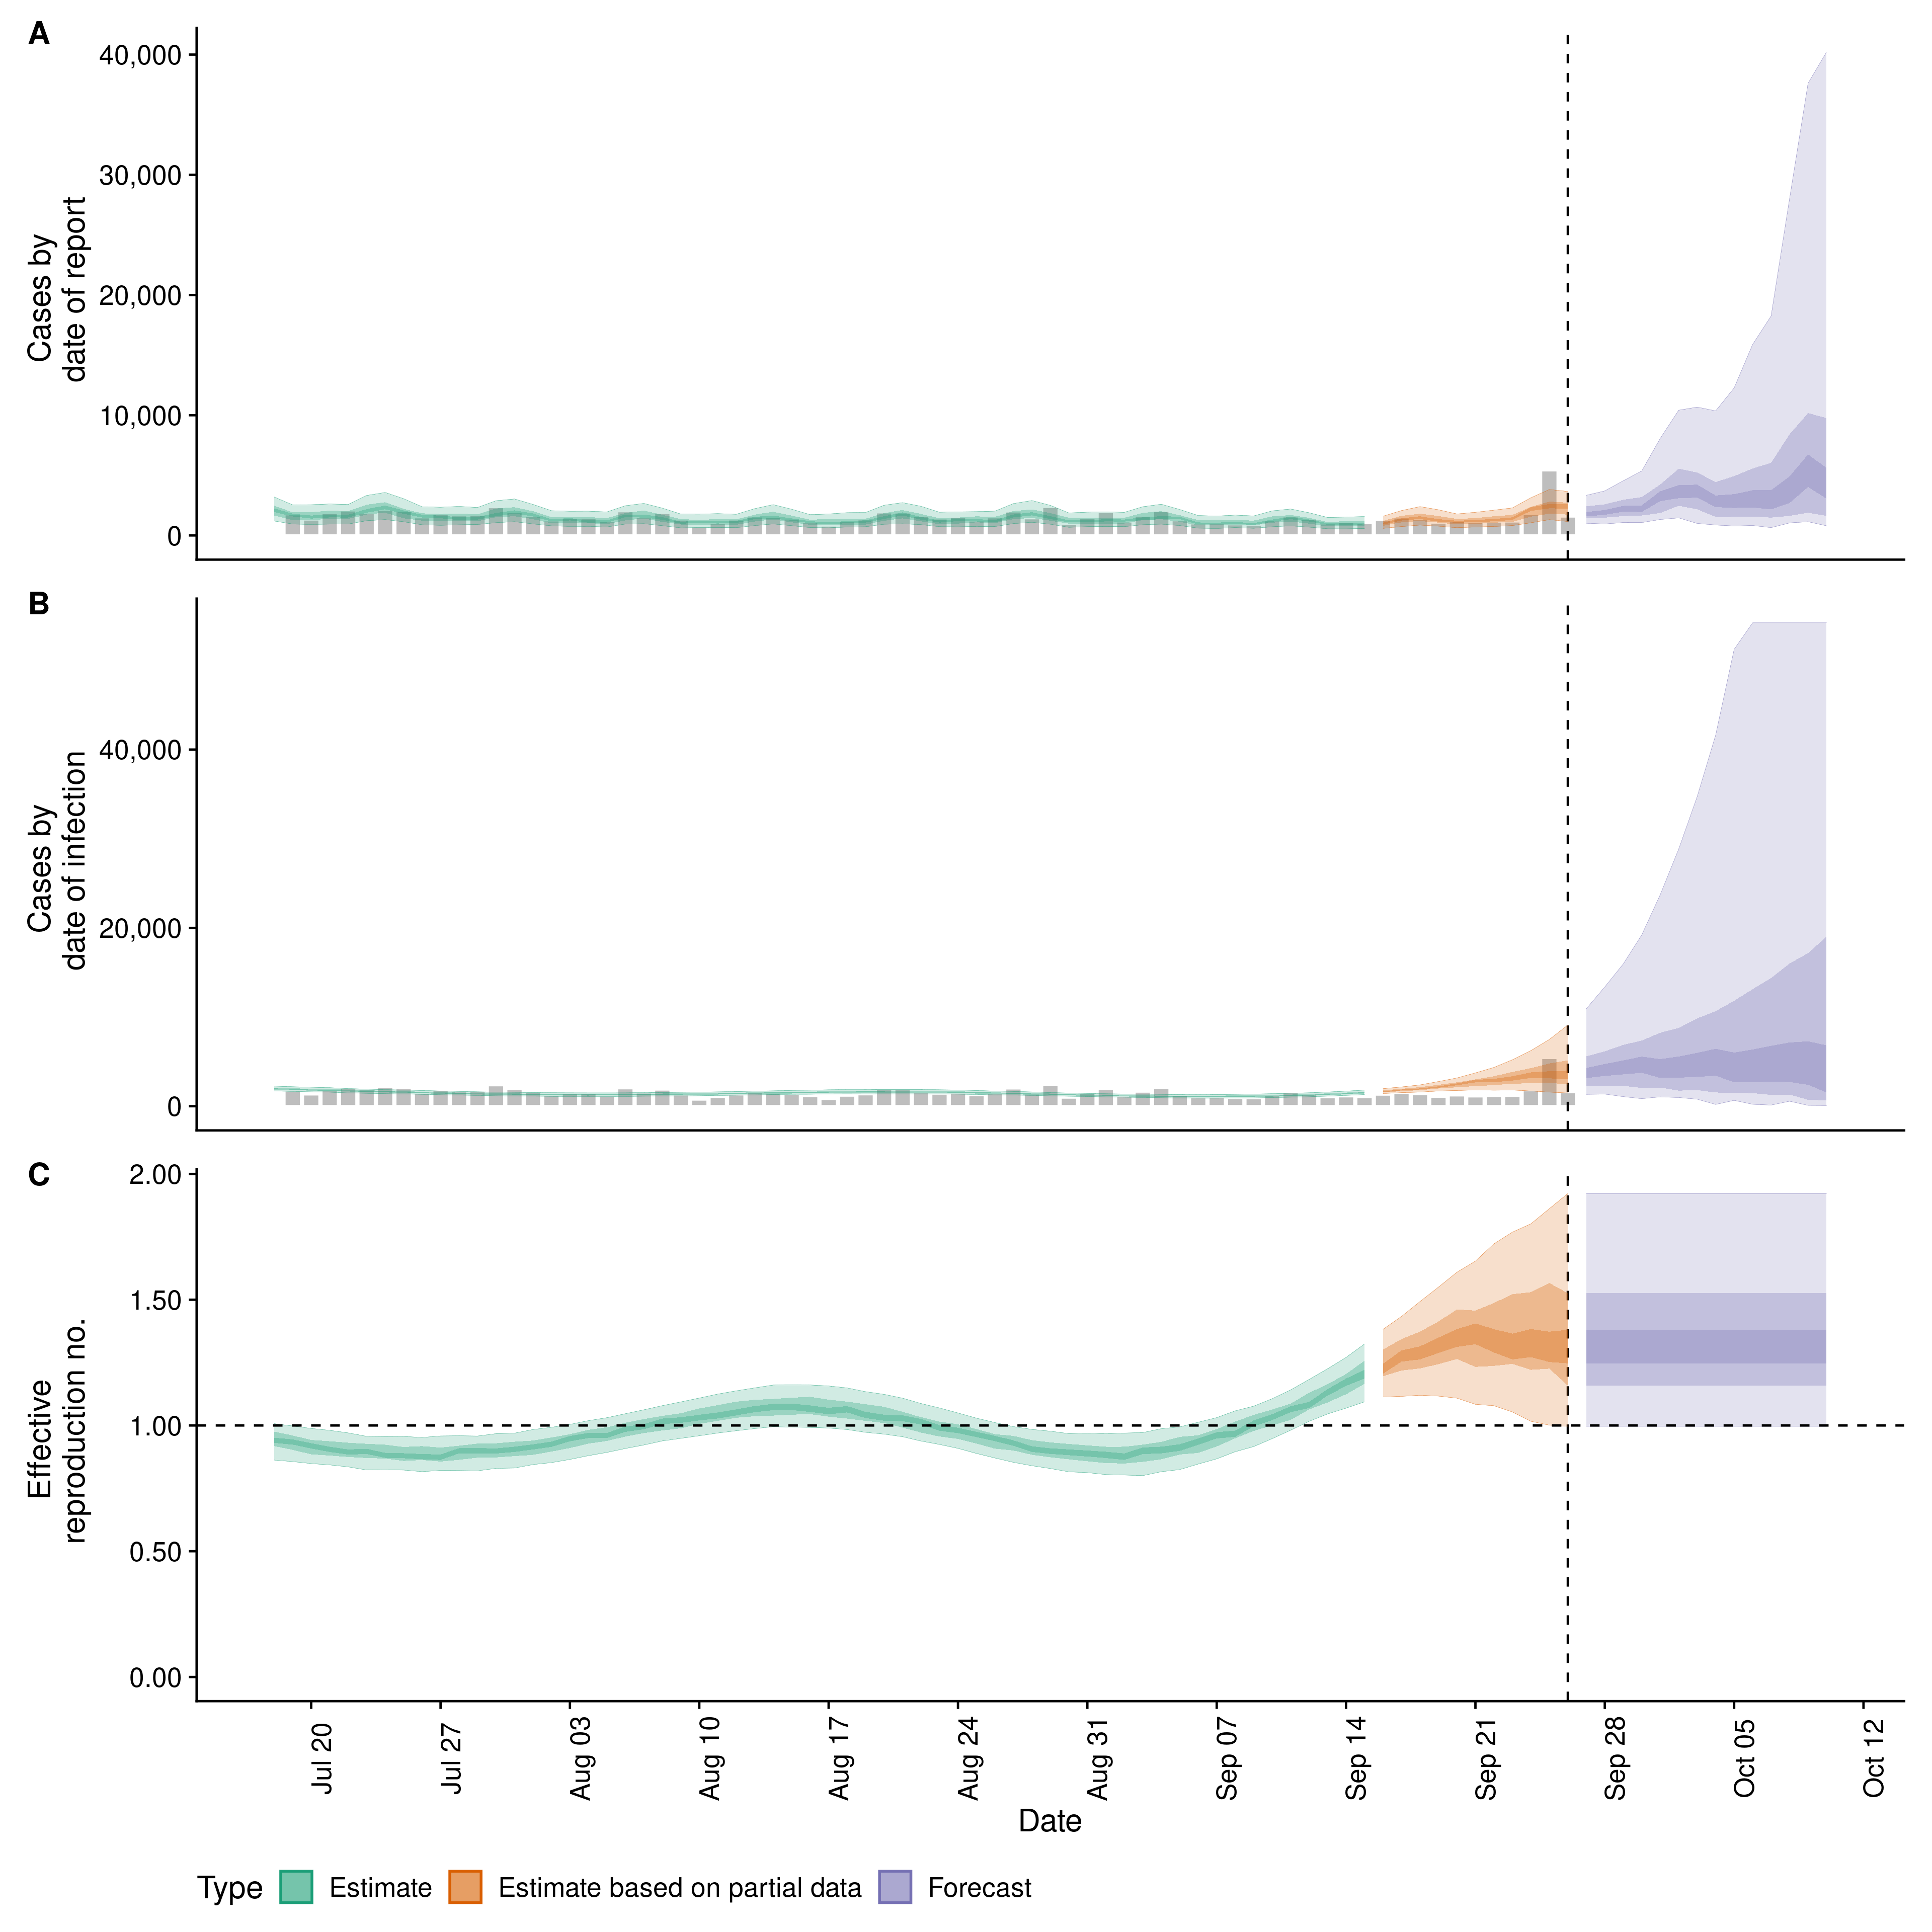 A
Cases by
date of report
40,000
30,000
20,000
10,000
0
B
Cases by
date of infection
40,000
20,000
0
C
Effective
reproduction no.
2.00
1.50
1.00
0.50
0.00
Jul 20
Jul 27
Aug 03
Aug 10
Aug 17
Aug 24
Aug 31
Sep 07
Sep 14
Sep 21
Sep 28
Oct 05
Oct 12
Date
Type Estimate Estimate based on partial data Forecast